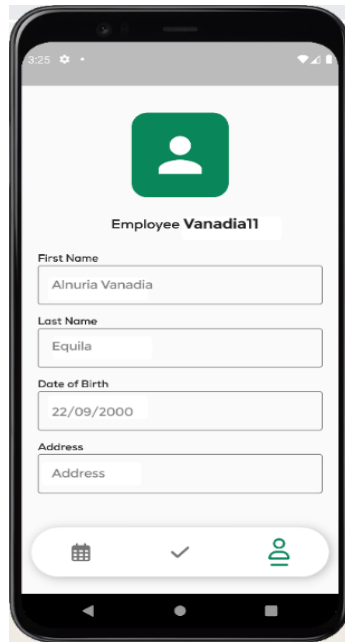 3:25
Employee Vanadia11
First Name
Alnuria Vanadia
Last Name
Equila
Date of Birth
22/09/2000
Address
Address